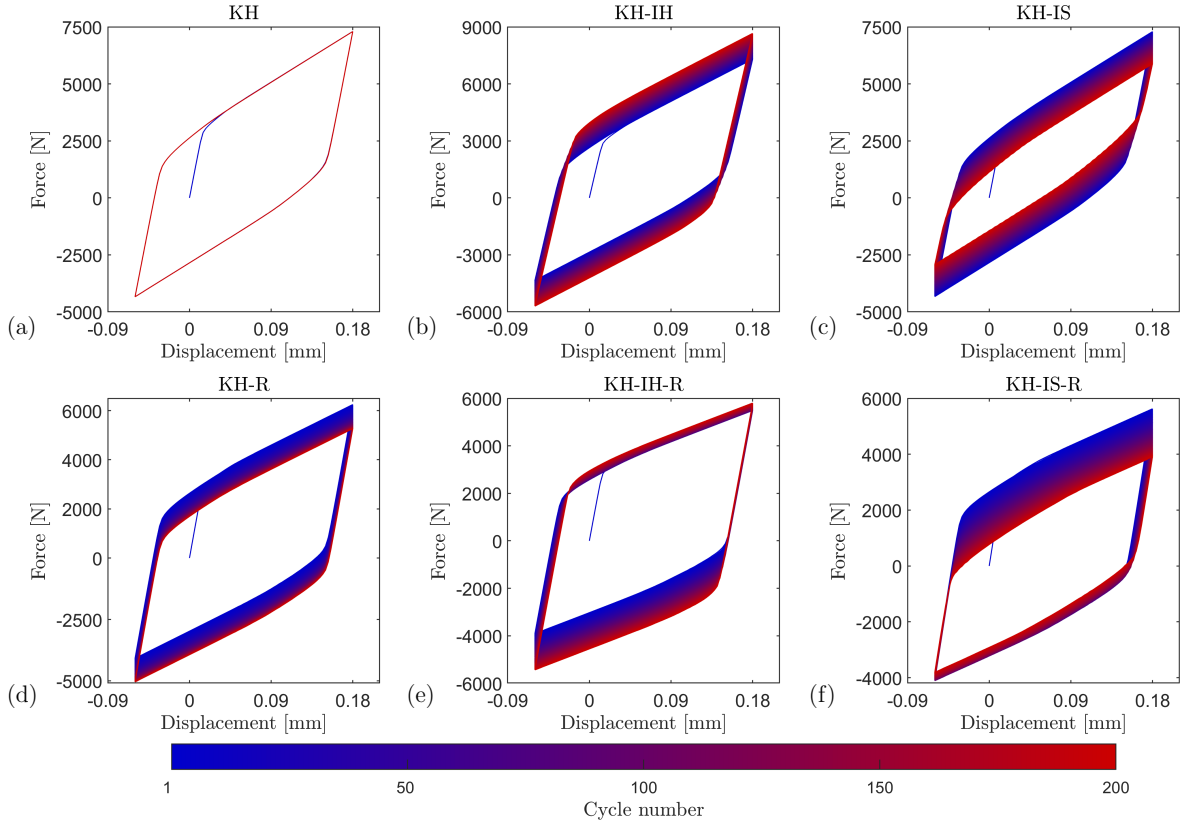 KH KH-IH KH-IS
7500 9000 7500
5000 6000 5000
2500 3000 2500
0 0 0
-2500 -3000 -2500
-5000 -6000 -5000
Force [N] Force [N] Force [N]
-0.09 0 0.09 0.18 -0.09 0 0.09 0.18 -0.09 0 0.09 0.18
(a) Displacement [mm] (b) Displacement [mm] (c) Displacement [mm]
KH-R KH-IH-R KH-IS-R
6000 6000 6000
4000 4000 4000
2000 2000 2000
0 0 0
-2500 -2000 -2000
-5000 -4000 -4000
-6000
Force [N] Force [N] Force [N]
-0.09 0 0.09 0.18 -0.09 0 0.09 0.18 -0.09 0 0.09 0.18
(d) Displacement [mm] (e) Displacement [mm] (f) Displacement [mm]
1 50 100 150 200
Cycle number